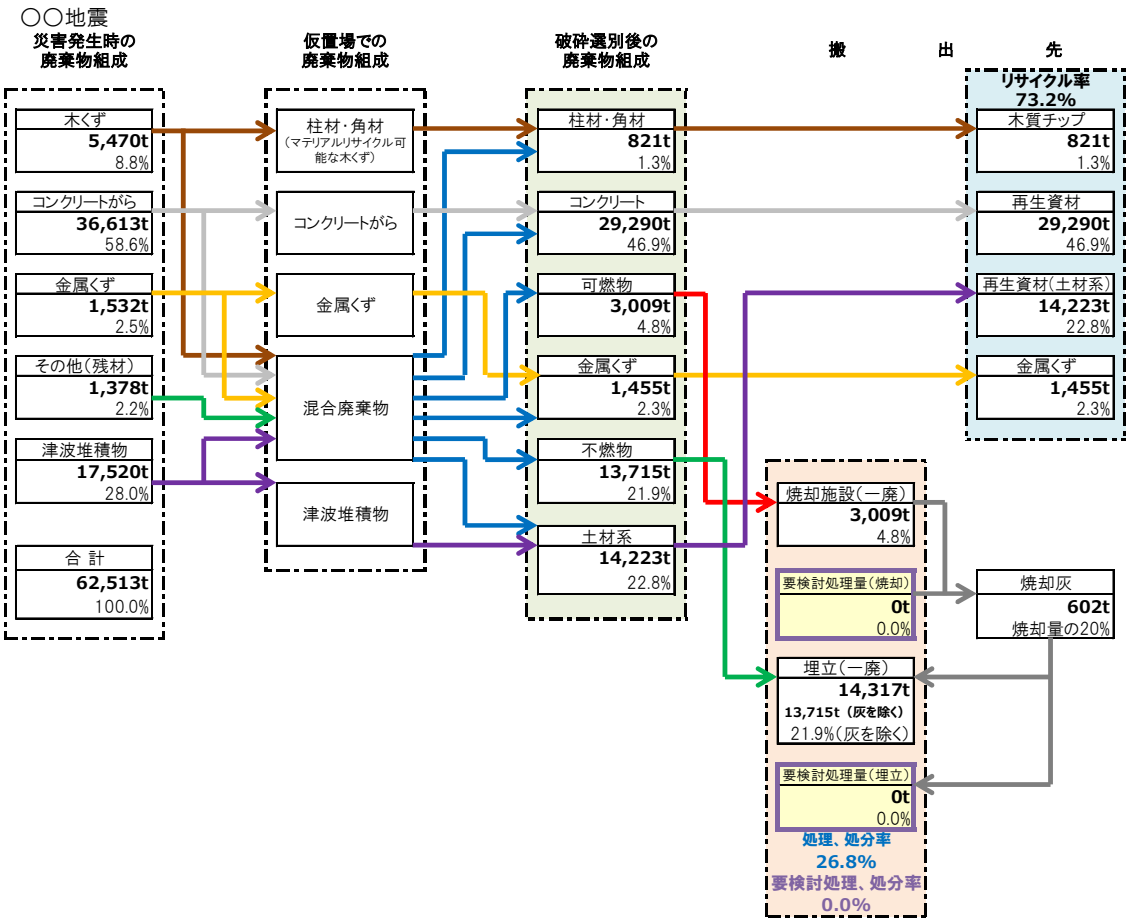 ○○地震
災害発生時の
廃棄物組成
木くず
5,470t
8.8%
コンクリートがら
36,613t
58.6%
金属くず
1,532t
2.5%
その他(残材)
1,378t
2.2%
津波堆積物
17,520t
28.0%
合 計
62,513t
100.0%
仮置場での
廃棄物組成
柱材・角材
(マテリアルリサイクル可
能な木くず)
コンクリートがら
金属くず
混合廃棄物
津波堆積物
破砕選別後の
廃棄物組成
柱材・角材
821t
1.3%
コンクリート
29,290t
46.9%
可燃物
3,009t
4.8%
金属くず
1,455t
2.3%
不燃物
13,715t
21.9%
土材系
14,223t
22.8%
搬 出 先
リサイクル率
73.2%
木質チップ
821t
1.3%
再生資材
29,290t
46.9%
再生資材(土材系)
14,223t
22.8%
金属くず
1,455t
2.3%
焼却施設(一廃)
3,009t
4.8%
要検討処理量(焼却)
0t
0.0%
焼却灰
602t
焼却量の20%
埋立(一廃)
14,317t
13,715t (灰を除く)
21.9%(灰を除く)
要検討処理量(埋立)
0t
0.0%
処理、処分率
26.8%
要検討処理、処分率
0.0%